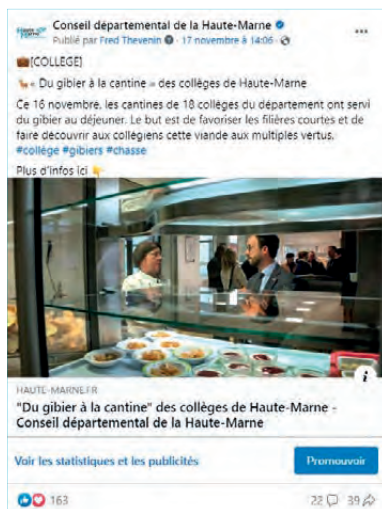 Conseil départemental de la Haute-Marne
Publié par Fred Thevenin · 17 novembre à 14:06 ·
[COLLEGE]
« Du gibier à la cantine » des collèges de Haute-Marne
Ce 16 novembre, les cantines de 18 collèges du département ont servi
du gibier au déjeuner. Le but est de favoriser les filières courtes et de
faire découvrir aux collégiens cette viande aux multiples vertus.
#collège #gibiers #chasse
Plus d'infos ici
HAUTE-MARNE.FR
"Du gibier à la cantine" des collèges de Haute-Marne -
Conseil départemental de la Haute-Marne
Voir les statistiques et les publicités
Promouvoir
163
22
39